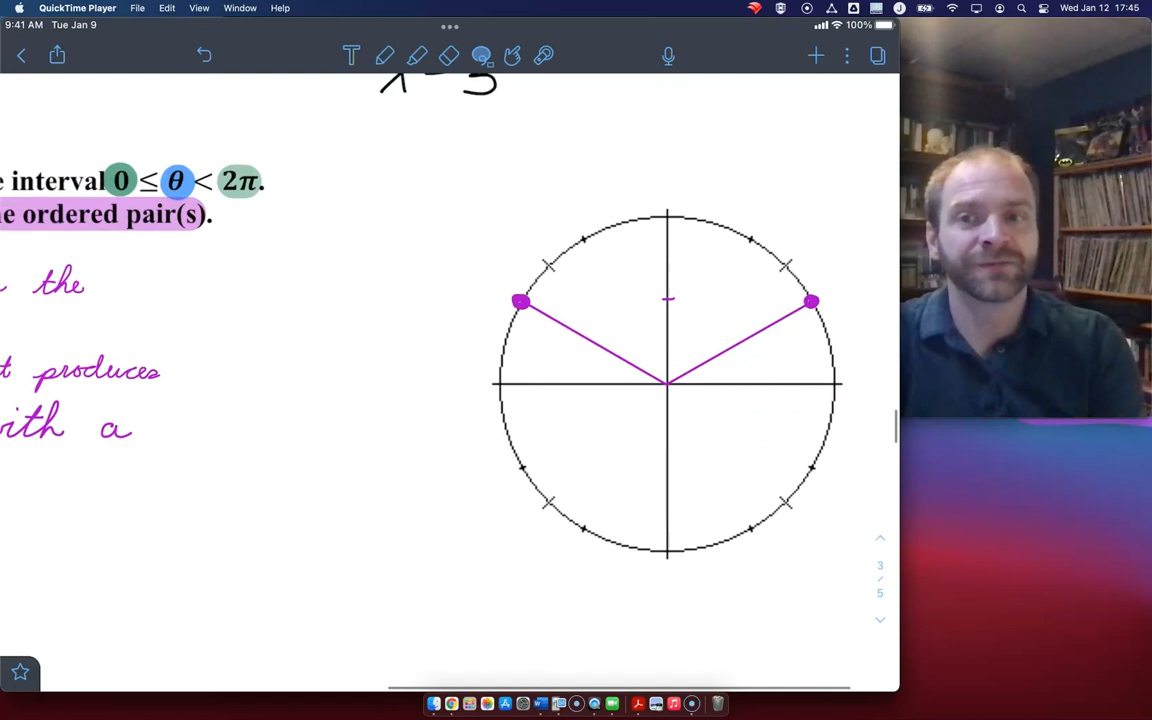 QuickTime Player File Edit View Window Help Wed Jan 12 17:45
9:41 AM Tue Jan 9 100%
e interval 0 ≤ θ < 2π.
e ordered pair(s).
the
t produces
with a
3
/
5